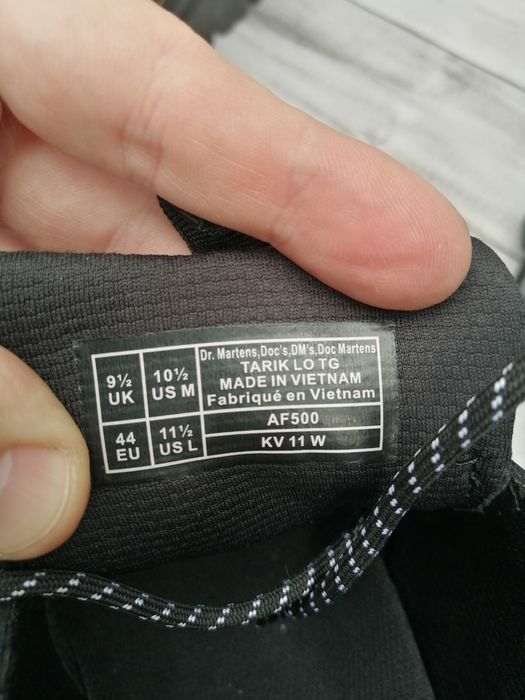 9½
UK
10½
US M
44
EU
11½
US L
Dr. Martens,Doc's,DM's,Doc Martens
TARIK LO TG
MADE IN VIETNAM
Fabriqué en Vietnam
AF500
KV 11 W